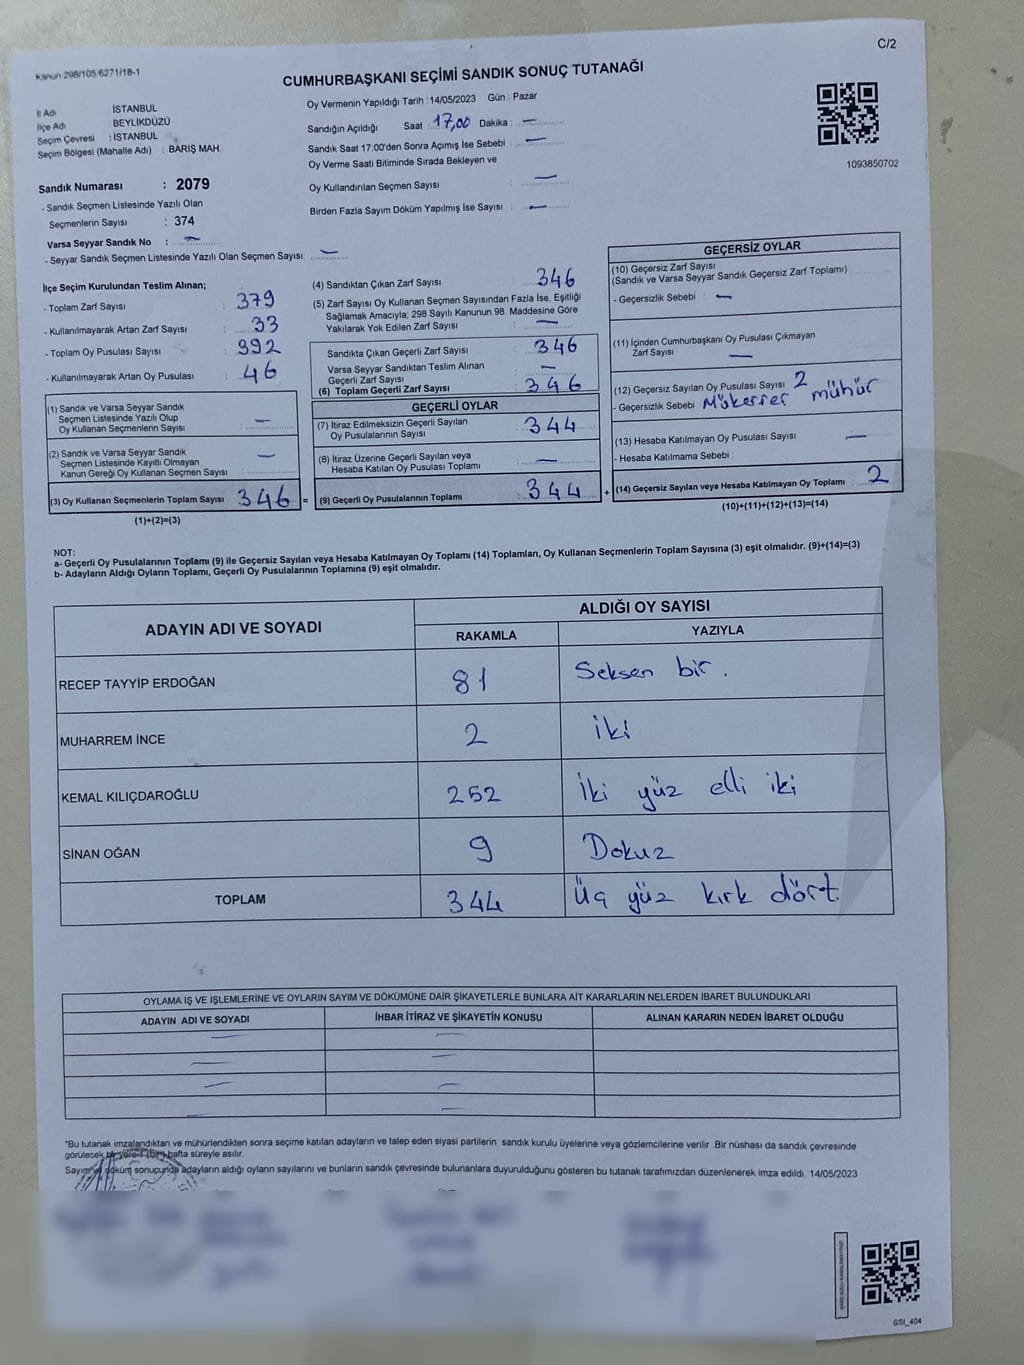 C/2
Kanun 298/105 6271/18-1
CUMHURBAŞKANI SEÇİMİ SANDIK SONUÇ TUTANAĞI
İl Adı İSTANBUL
İlçe Adı BEYLİKDÜZÜ
Seçim Çevresi : İSTANBUL
Seçim Bölgesi (Mahalle Adı) : BARIŞ MAH.
Oy Vermenin Yapıldığı Tarih : 14/05/2023 Gün : Pazar
Sandığın Açıldığı Saat : 17,00 Dakika : —
Sandık Saat 17:00'den Sonra Açımış İse Sebebi : —
Oy Verme Saati Bitiminde Sırada Bekleyen ve
Oy Kullandırılan Seçmen Sayısı : —
Birden Fazla Sayım Döküm Yapılmış İse Sayısı : —
1093850702
Sandık Numarası : 2079
- Sandık Seçmen Listesinde Yazılı Olan
Seçmenlerin Sayısı : 374
Varsa Seyyar Sandık No : —
- Seyyar Sandık Seçmen Listesinde Yazılı Olan Seçmen Sayısı: —
İlçe Seçim Kurulundan Teslim Alınan;
- Toplam Zarf Sayısı : 379
- Kullanılmayarak Artan Zarf Sayısı : 33
- Toplam Oy Pusulası Sayısı : 392
- Kullanılmayarak Artan Oy Pusulası : 46
(1) Sandık ve Varsa Seyyar Sandık
Seçmen Listesinde Yazılı Olup
Oy Kullanan Seçmenlerin Sayısı : —
(2) Sandık ve Varsa Seyyar Sandık
Seçmen Listesinde Kayıtlı Olmayan
Kanun Gereği Oy Kullanan Seçmen Sayısı : —
(3) Oy Kullanan Seçmenlerin Toplam Sayısı 346 =
(1)+(2)=(3)
(4) Sandıktan Çıkan Zarf Sayısı : 346
(5) Zarf Sayısı Oy Kullanan Seçmen Sayısından Fazla İse, Eşitliği
Sağlamak Amacıyla; 298 Sayılı Kanunun 98. Maddesine Göre
Yakılarak Yok Edilen Zarf Sayısı : —
Sandıkta Çıkan Geçerli Zarf Sayısı : 346
Varsa Seyyar Sandıktan Teslim Alınan
Geçerli Zarf Sayısı : —
(6) Toplam Geçerli Zarf Sayısı : 346
GEÇERLİ OYLAR
(7) İtiraz Edilmeksizin Geçerli Sayılan
Oy Pusulalarının Sayısı : 344
(8) İtiraz Üzerine Geçerli Sayılan veya
Hesaba Katılan Oy Pusulası Toplamı : —
(9) Geçerli Oy Pusulalarının Toplamı : 344 +
GEÇERSİZ OYLAR
(10) Geçersiz Zarf Sayısı
(Sandık ve Varsa Seyyar Sandık Geçersiz Zarf Toplamı)
- Geçersizlik Sebebi : —
(11) İçinden Cumhurbaşkanı Oy Pusulası Çıkmayan
Zarf Sayısı : —
(12) Geçersiz Sayılan Oy Pusulası Sayısı : 2
- Geçersizlik Sebebi Mükerrer mühür
(13) Hesaba Katılmayan Oy Pusulası Sayısı : —
- Hesaba Katılmama Sebebi :
(14) Geçersiz Sayılan veya Hesaba Katılmayan Oy Toplamı : 2
(10)+(11)+(12)+(13)=(14)
NOT:
a- Geçerli Oy Pusulalarının Toplamı (9) ile Geçersiz Sayılan veya Hesaba Katılmayan Oy Toplamı (14) Toplamları, Oy Kullanan Seçmenlerin Toplam Sayısına (3) eşit olmalıdır. (9)+(14)=(3)
b- Adayların Aldığı Oyların Toplamı, Geçerli Oy Pusulalarının Toplamına (9) eşit olmalıdır.
ADAYIN ADI VE SOYADI ALDIĞI OY SAYISI
RAKAMLA YAZIYLA
RECEP TAYYİP ERDOĞAN 81 Seksen bir.
MUHARREM İNCE 2 İki
KEMAL KILIÇDAROĞLU 252 İki yüz elli iki
SİNAN OĞAN 9 Dokuz
TOPLAM 344 Üç yüz kırk dört.
OYLAMA İŞ VE İŞLEMLERİNE VE OYLARIN SAYIM VE DÖKÜMÜNE DAİR ŞİKAYETLERLE BUNLARA AİT KARARLARIN NELERDEN İBARET BULUNDUKLARI
ADAYIN ADI VE SOYADI İHBAR İTİRAZ VE ŞİKAYETİN KONUSU ALINAN KARARIN NEDEN İBARET OLDUĞU
*Bu tutanak imzalandıktan ve mühürlendikten sonra seçime katılan adayların ve talep eden siyasi partilerin sandık kurulu üyelerine veya gözlemcilerine verilir. Bir nüshası da sandık çevresinde
görülecek bir yere 1 (bir) hafta süreyle asılır.
Sayım ve döküm sonucunda adayların aldığı oyların sayılarını ve bunların sandık çevresinde bulunanlara duyurulduğunu gösteren bu tutanak tarafımızdan düzenlenerek imza edildi. 14/05/2023
SSI_404